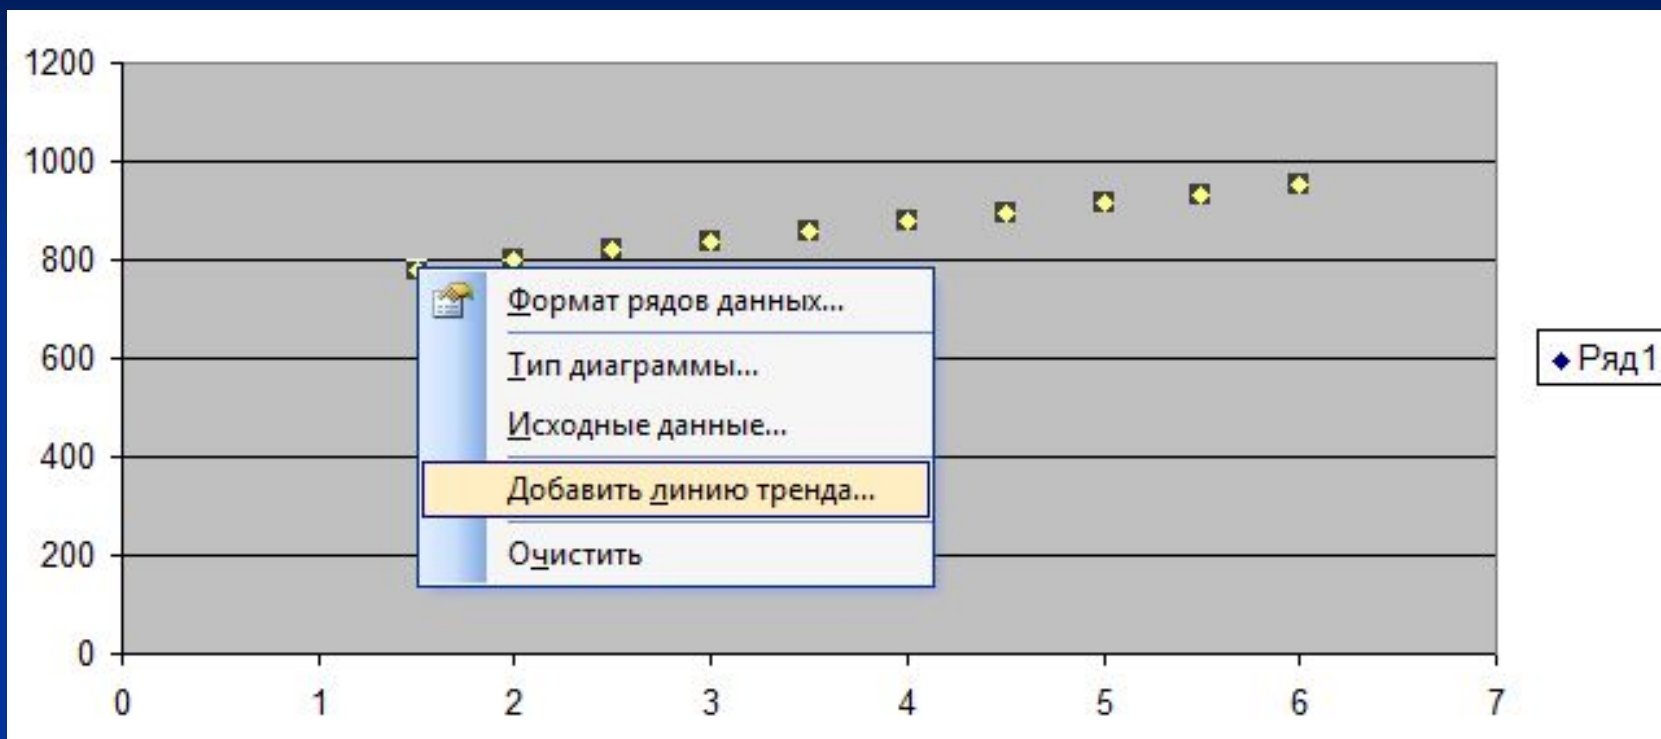 1200
1000
800
600
400
200
0
Формат рядов данных...
Тип диаграммы...
Исходные данные...
Добавить линию тренда...
Очистить
Ряд1
0 1 2 3 4 5 6 7